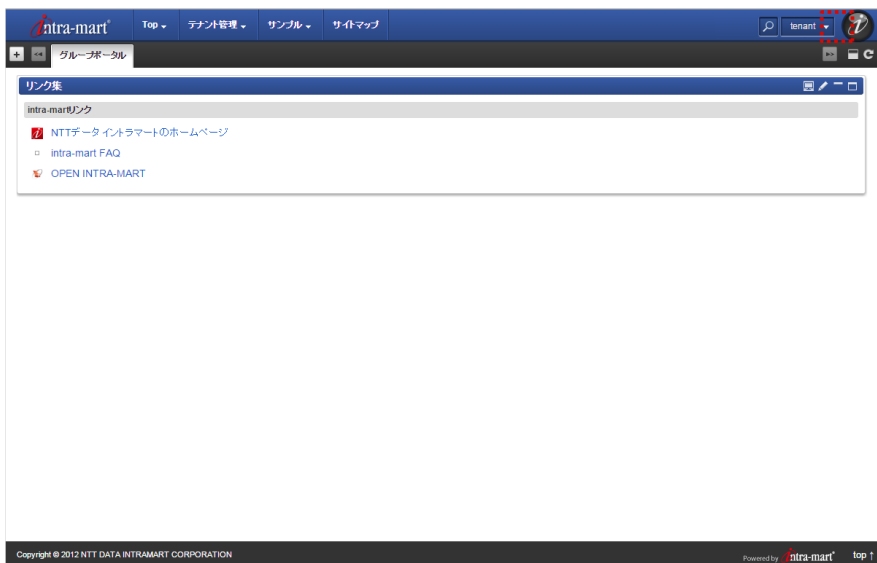 intra-mart Top テナント管理 サンプル サイトマップ tenant
グループポータル
リンク集
intra-martリンク
NTTデータ イントラマートのホームページ
intra-mart FAQ
OPEN INTRA-MART
Copyright © 2012 NTT DATA INTRAMART CORPORATION Powered by intra-mart top ↑